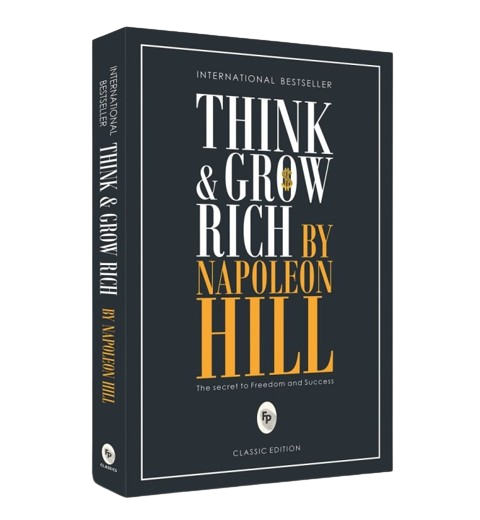 INTERNATIONAL BESTSELLER
THINK
& GROW
RICH BY
NAPOLEON
HILL
The secret to Freedom and Success
FP
CLASSIC EDITION
INTERNATIONAL
BESTSELLER
THINK & GROW RICH
BY NAPOLEON HILL
FP
CLASSICS